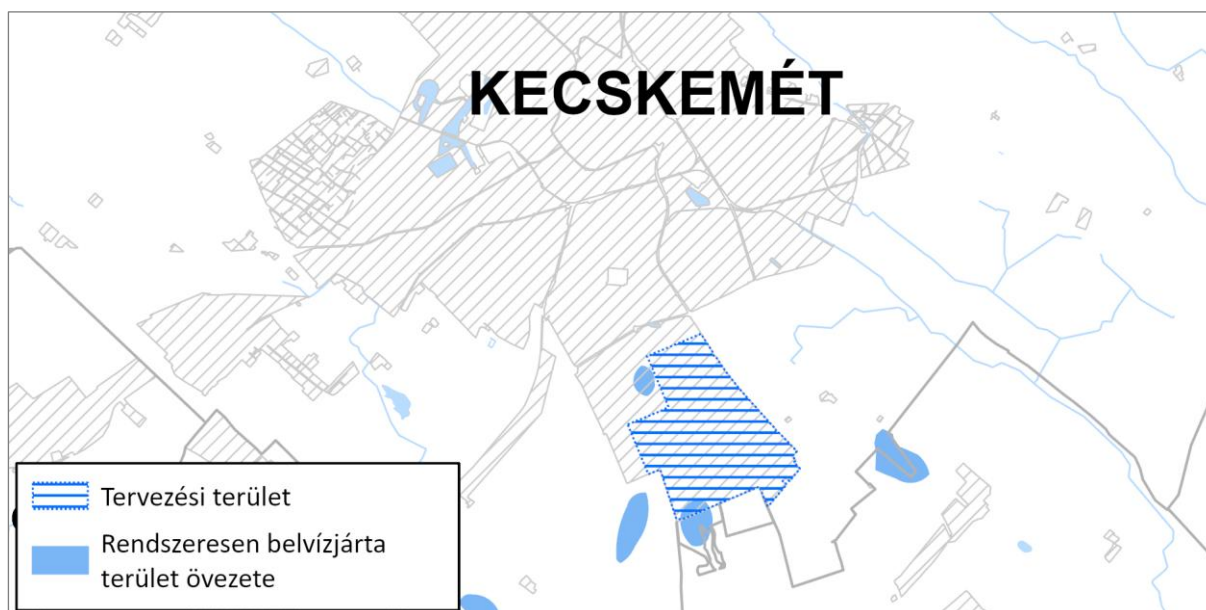 KECSKEMÉT
Tervezési terület
Rendszeresen belvízjárta
terület övezete